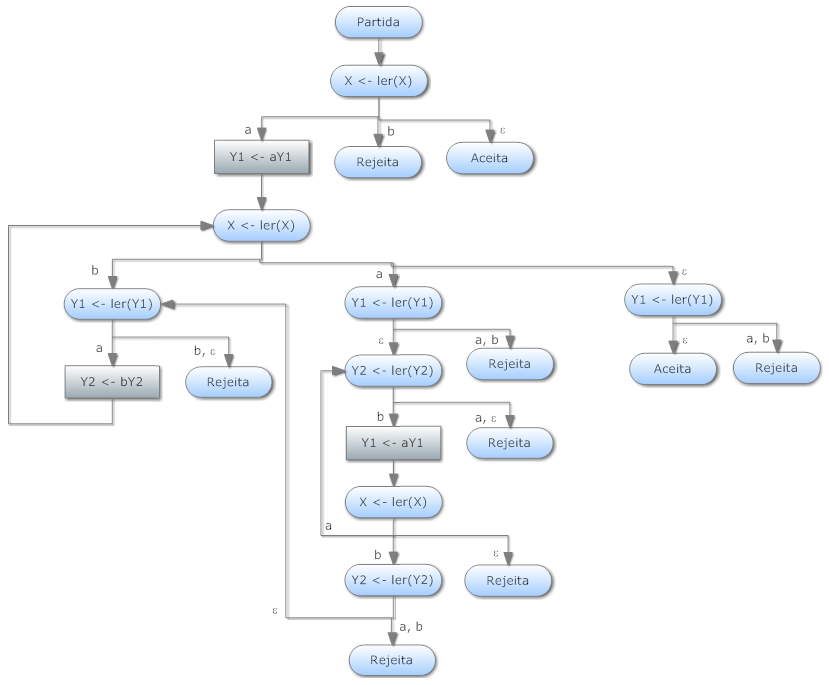 Partida
X <- ler(X)
a
b
ε
Y1 <- aY1
Rejeita
Aceita
X <- ler(X)
b
a
ε
Y1 <- ler(Y1)
Y1 <- ler(Y1)
Y1 <- ler(Y1)
a
b, ε
ε
a, b
ε
a, b
Y2 <- bY2
Rejeita
Y2 <- ler(Y2)
Rejeita
Aceita
Rejeita
b
a, ε
Y1 <- aY1
Rejeita
X <- ler(X)
a
b
ε
Y2 <- ler(Y2)
Rejeita
ε
a, b
Rejeita